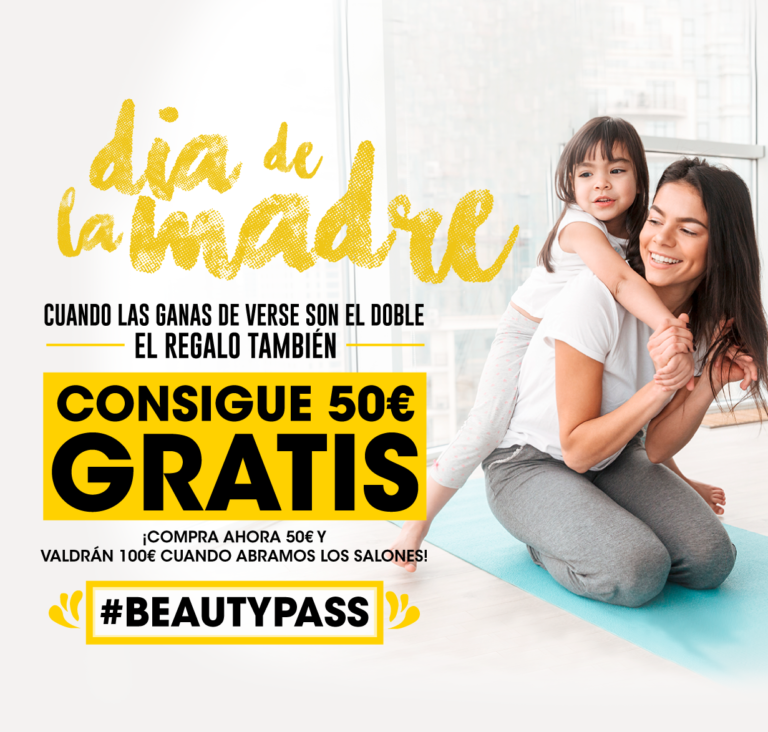 dia de
la madre
CUANDO LAS GANAS DE VERSE SON EL DOBLE
EL REGALO TAMBIÉN
CONSIGUE 50€
GRATIS
¡COMPRA AHORA 50€ Y
VALDRÁN 100€ CUANDO ABRAMOS LOS SALONES!
#BEAUTYPASS